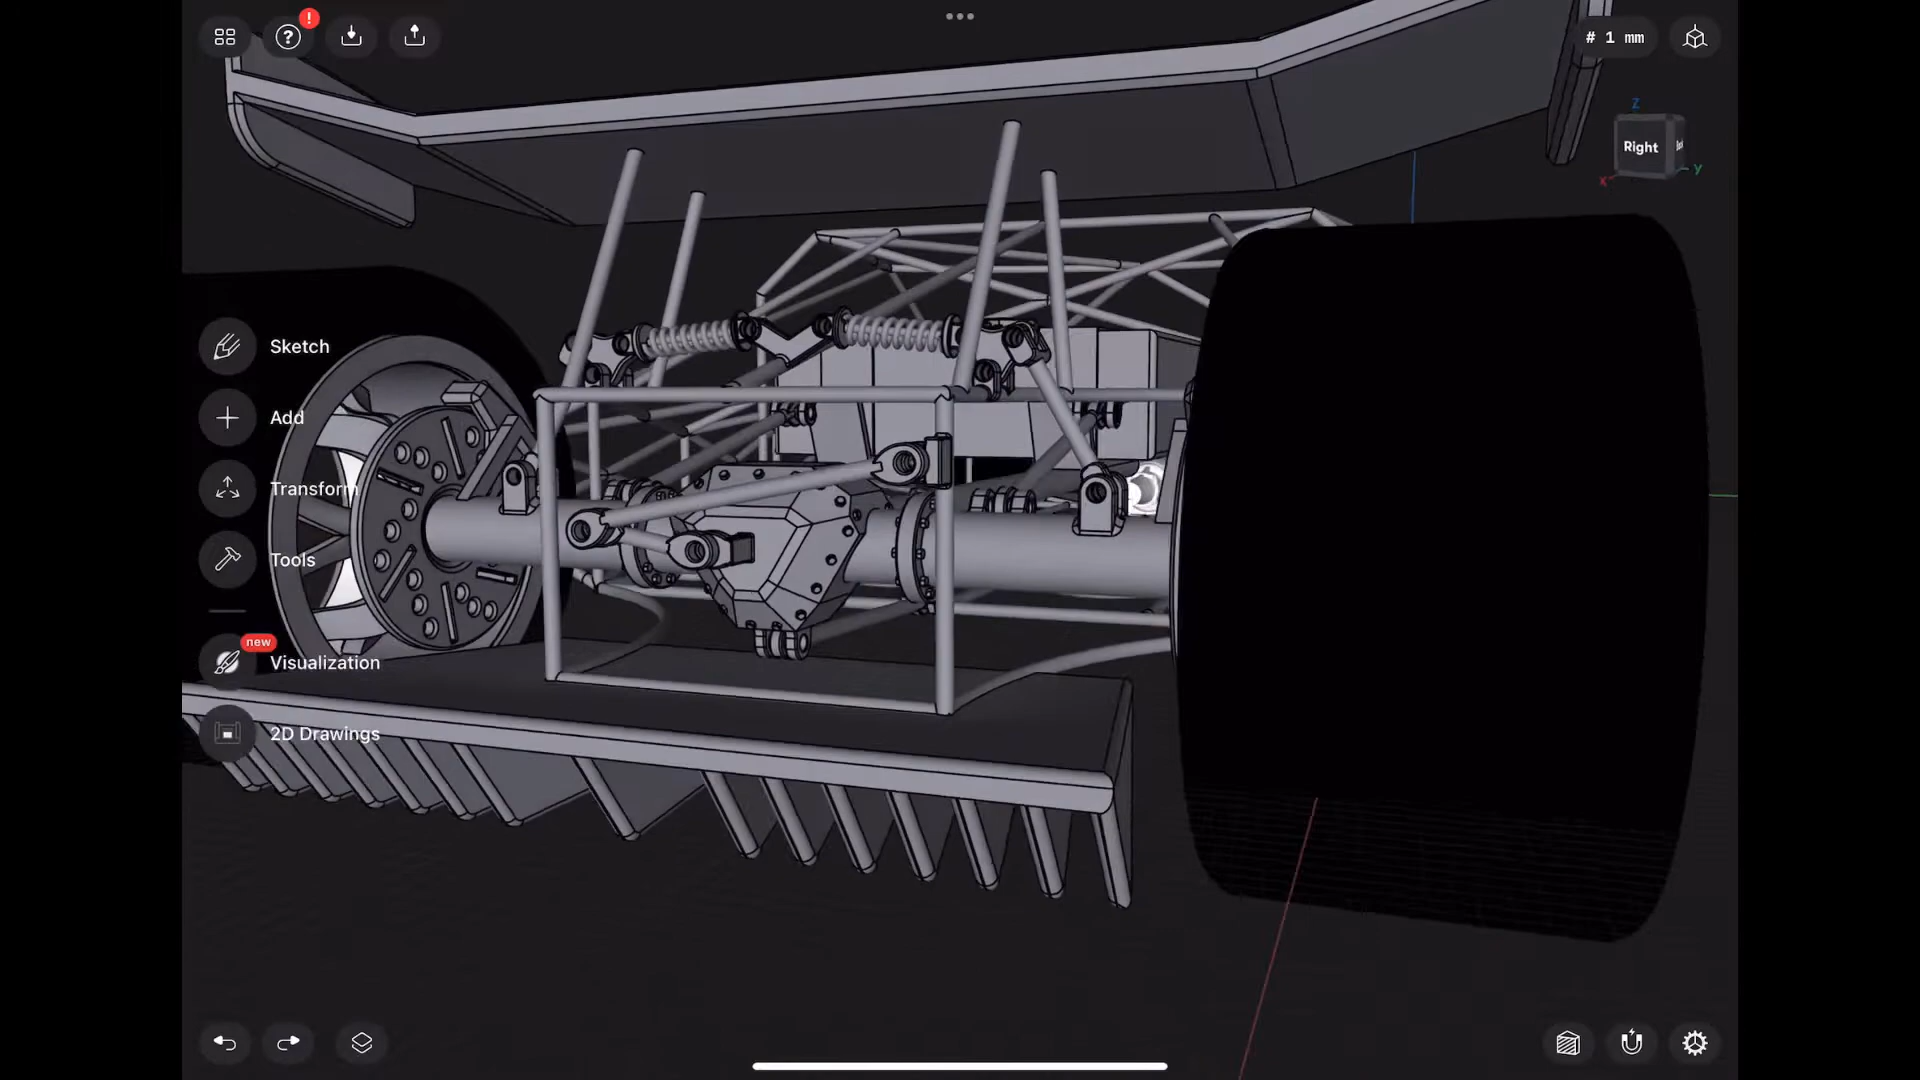 !
# 1 mm
Z
Right
X
Y
Sketch
Add
Transform
Tools
new
Visualization
2D Drawings